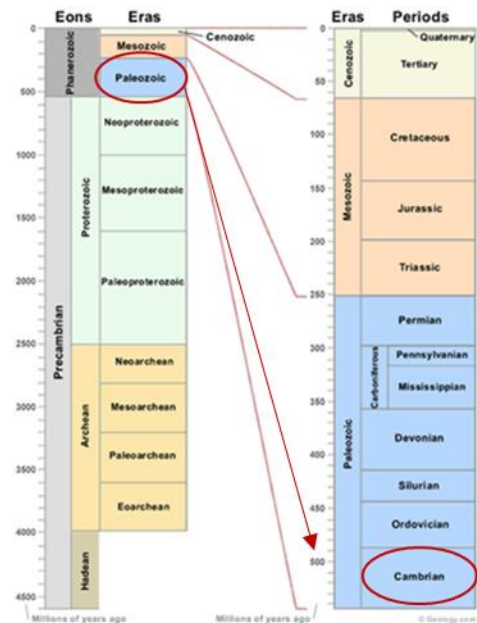 Eons Eras
0
500
1000
1500
2000
2500
3000
3500
4000
4500
Phanerozoic
Precambrian
Proterozoic
Archean
Hadean
Cenozoic
Mesozoic
Paleozoic
Neoproterozoic
Mesoproterozoic
Paleoproterozoic
Neoarchean
Mesoarchean
Paleoarchean
Eoarchean
Millions of years ago
Eras Periods
0
50
100
150
200
250
300
350
400
450
500
Cenozoic
Mesozoic
Paleozoic
Quaternary
Tertiary
Cretaceous
Jurassic
Triassic
Permian
Carboniferous
Pennsylvanian
Mississippian
Devonian
Silurian
Ordovician
Cambrian
Millions of years ago
© Geology.com